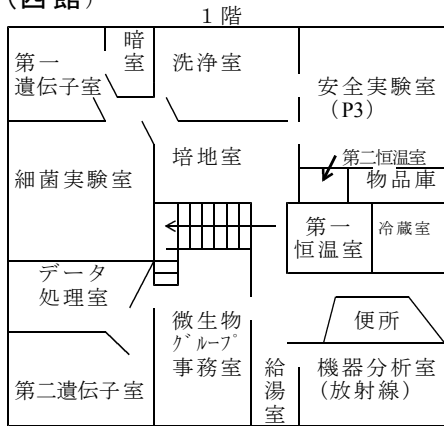 (西館)
1階
暗
室
洗浄室
第一
遺伝子室
安全実験室
(P3)
培地室
第二恒温室
物品庫
細菌実験室
第一
恒温室
冷蔵室
データ
処理室
微生物
グループ
事務室
便所
給
湯
室
機器分析室
(放射線)
第二遺伝子室